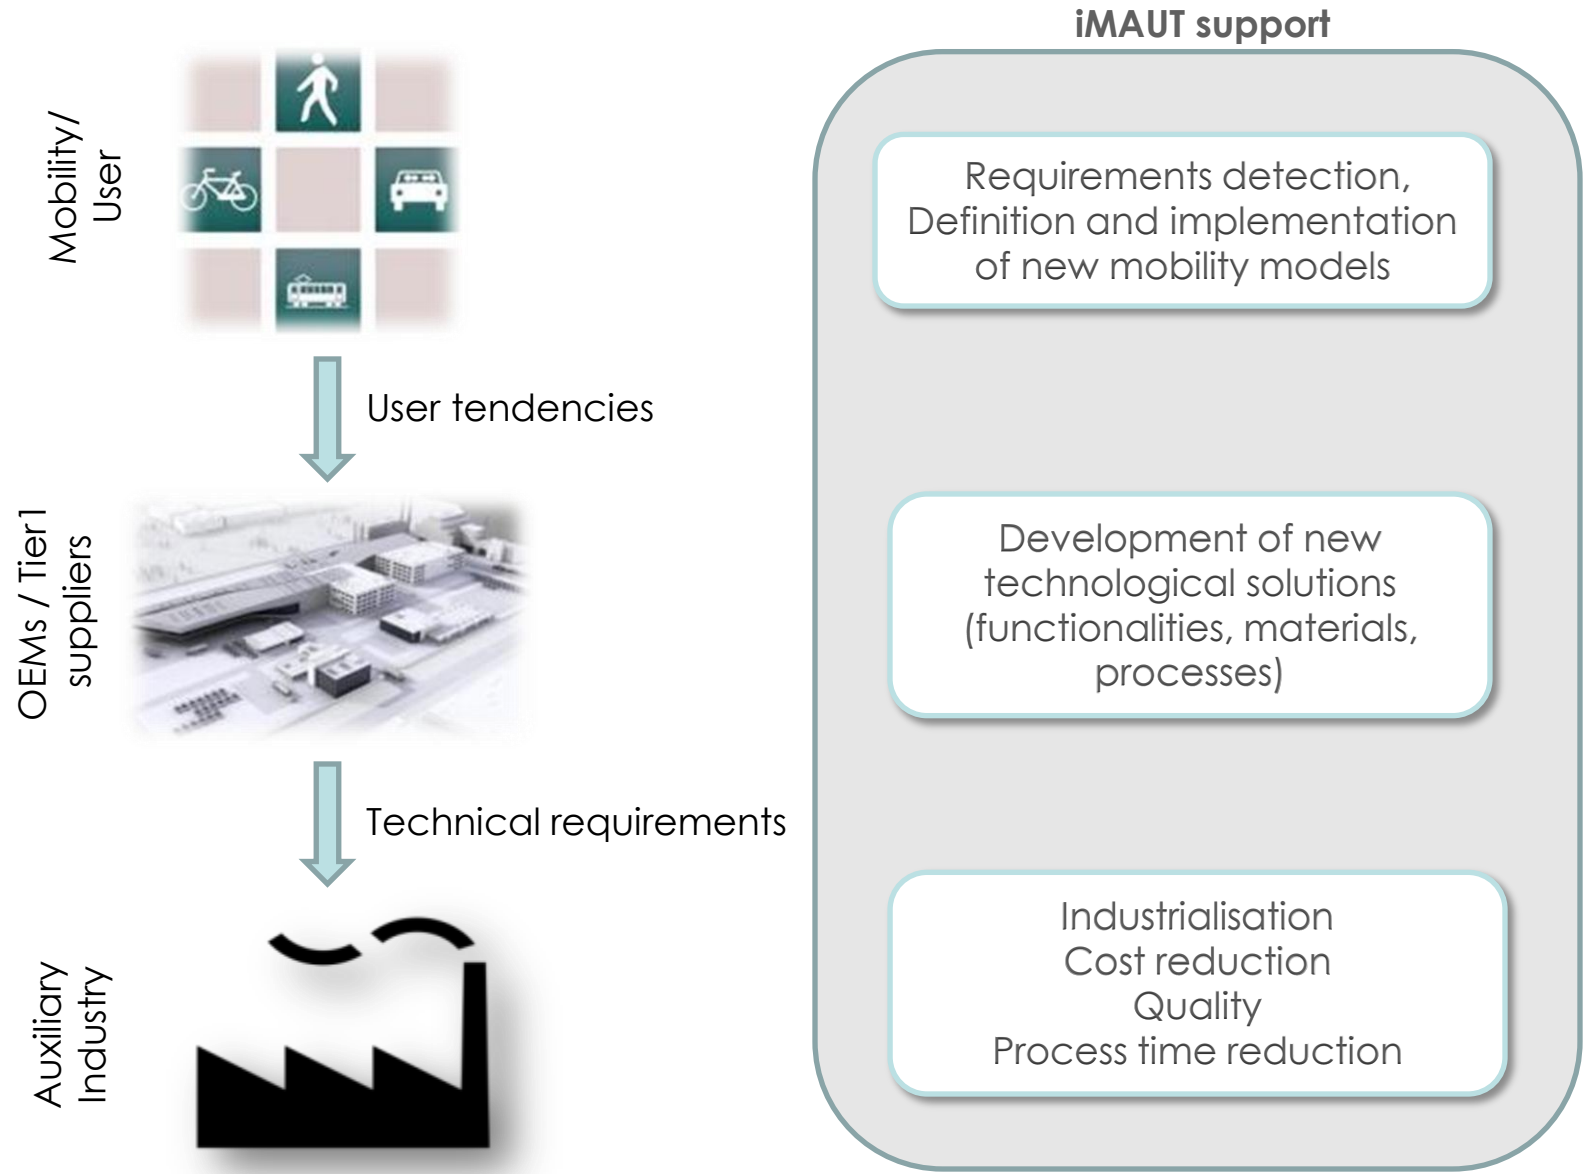 iMAUT support
Mobility/
User
Requirements detection,
Definition and implementation
of new mobility models
User tendencies
OEMs / Tier1
suppliers
Development of new
technological solutions
(functionalities, materials,
processes)
Technical requirements
Auxiliary
Industry
Industrialisation
Cost reduction
Quality
Process time reduction